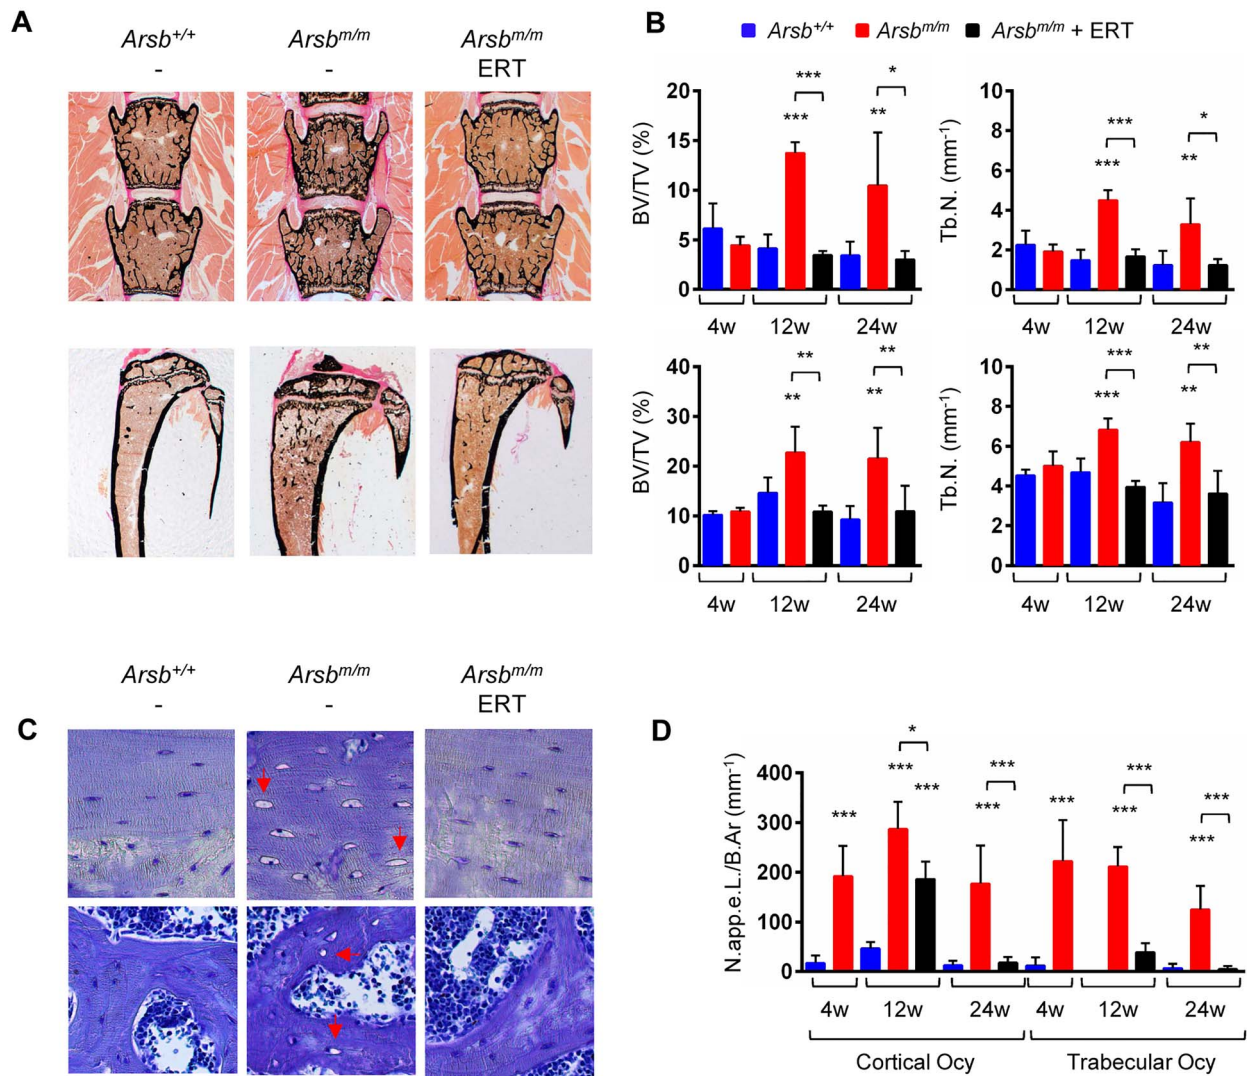 A
Arsb+/+ Arsbm/m Arsbm/m
- - ERT
B
Arsb+/+ Arsbm/m Arsbm/m + ERT
BV/TV (%)
20
15
10
5
0
***
***
*
**
4w 12w 24w
Tb.N. (mm-1)
10
8
6
4
2
0
***
***
*
**
4w 12w 24w
BV/TV (%)
40
30
20
10
0
**
**
**
**
4w 12w 24w
Tb.N. (mm-1)
10
8
6
4
2
0
***
***
**
**
4w 12w 24w
C
Arsb+/+ Arsbm/m Arsbm/m
- - ERT
D
N.app.e.L./B.Ar (mm-1)
400
300
200
100
0
***
*
***
***
***
***
***
***
***
***
***
4w 12w 24w 4w 12w 24w
Cortical Ocy Trabecular Ocy